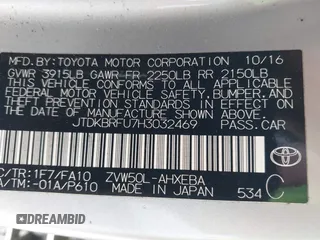 MFD.BY: TOYOTA MOTOR CORPORATION 10/16
GVWR 3915LB GAWR FR 2250LB RR 2150LB
THIS VEHICLE CONFORMS TO ALL APPLICABLE
FEDERAL MOTOR VEHICLE SAFETY, BUMPER, AND
THEFT PREVENTION STANDARDS IN EFFECT ON
THE DATE OF MANUFACTURE SHOWN ABOVE.
JTDKBRFU7H3032469 PASS.CAR
C/TR:1F7/FA10 ZVW50L-AHXEBA
A/TM:-01A/P610 MADE IN JAPAN 534 C
TOYOTA
DEALERSHIP